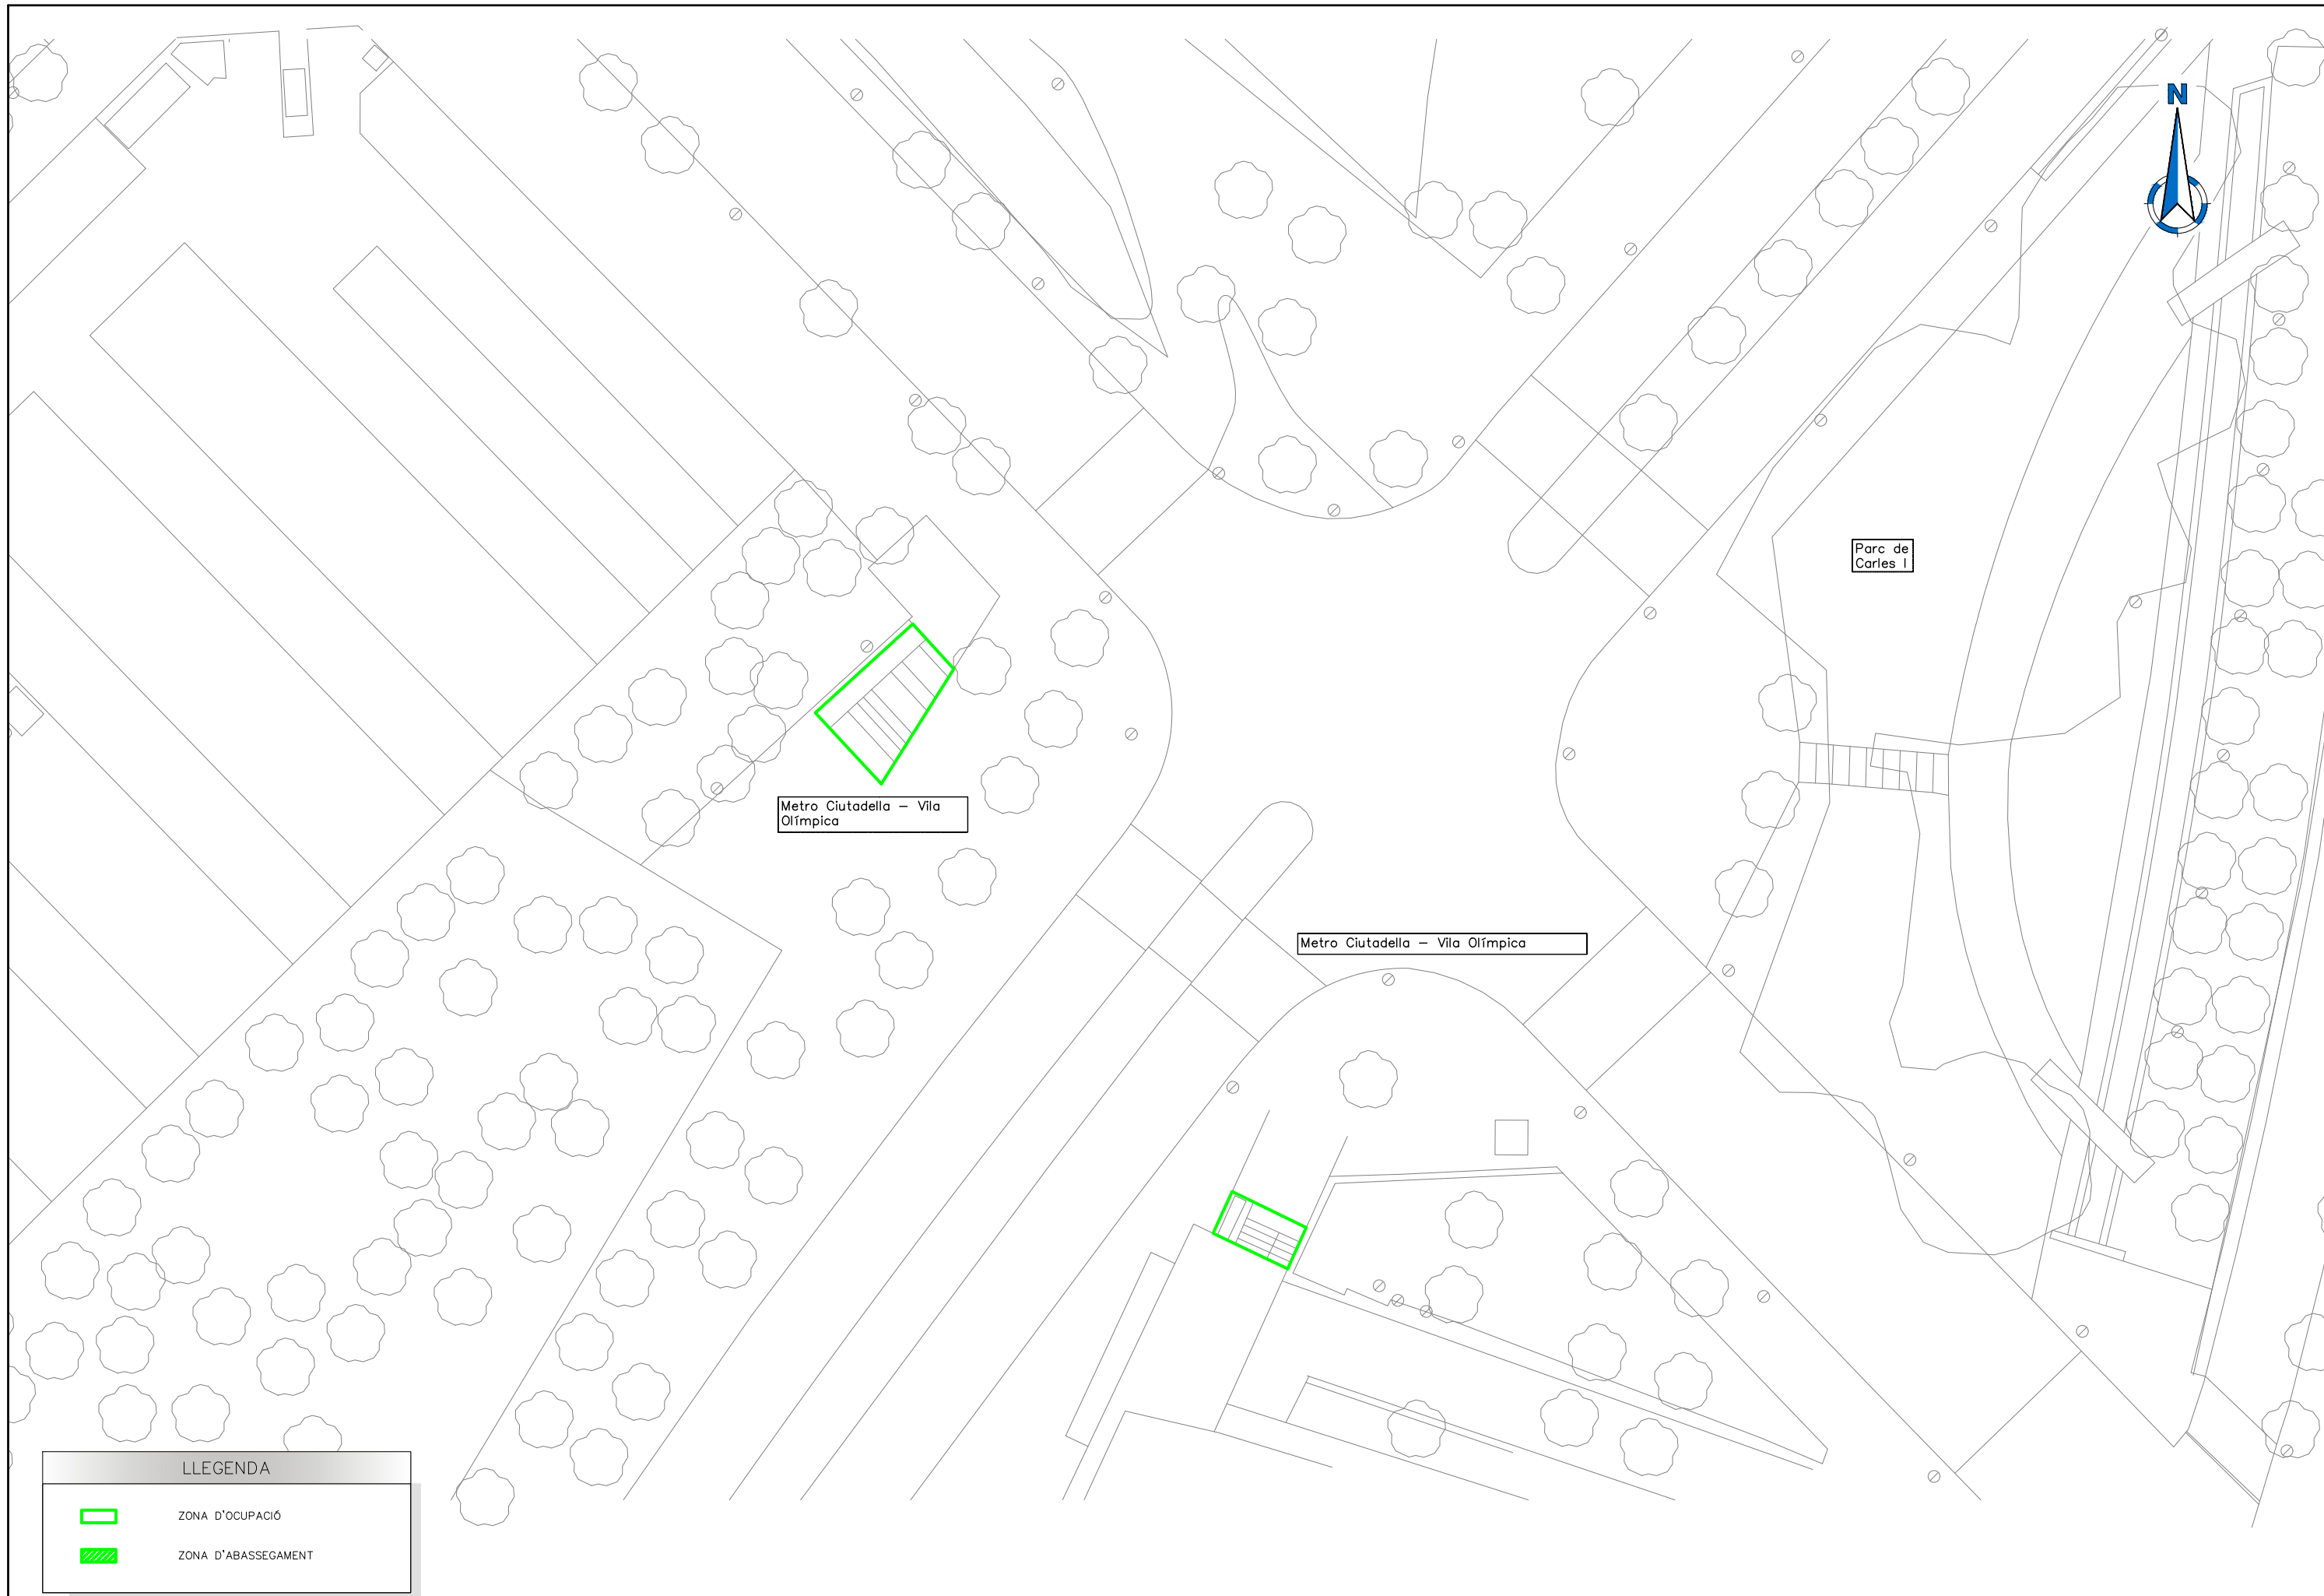 N
Parc de
Carles I
Metro Ciutadella – Vila
Olímpica
Metro Ciutadella – Vila Olímpica
LLEGENDA
ZONA D'OCUPACIÓ
ZONA D'ABASSEGAMENT